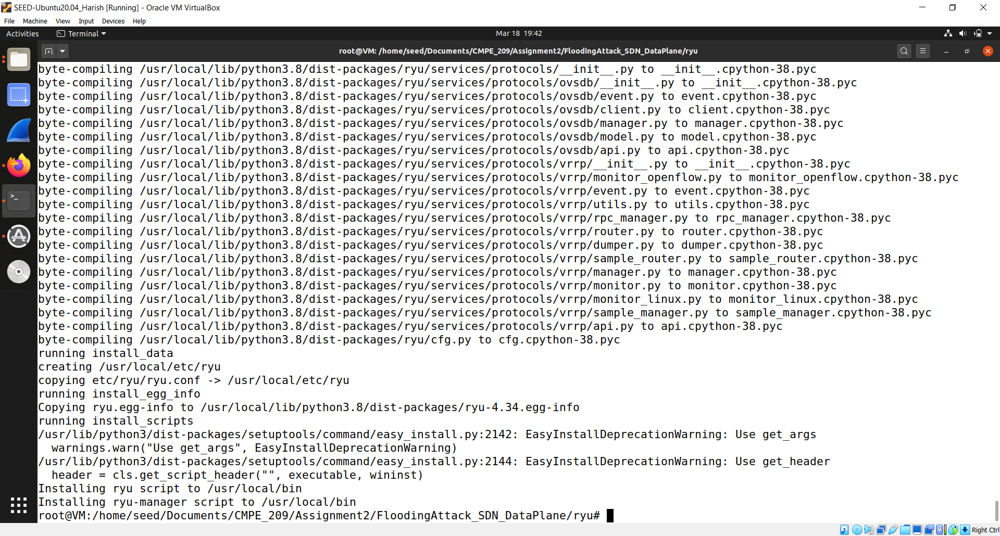 SEED-Ubuntu20.04_Harish [Running] - Oracle VM VirtualBox
File Machine View Input Devices Help
Activities Terminal Mar 18 19:42
root@VM: /home/seed/Documents/CMPE_209/Assignment2/FloodingAttack_SDN_DataPlane/ryu
byte-compiling /usr/local/lib/python3.8/dist-packages/ryu/services/protocols/__init__.py to __init__.cpython-38.pyc
byte-compiling /usr/local/lib/python3.8/dist-packages/ryu/services/protocols/ovsdb/__init__.py to __init__.cpython-38.pyc
byte-compiling /usr/local/lib/python3.8/dist-packages/ryu/services/protocols/ovsdb/event.py to event.cpython-38.pyc
byte-compiling /usr/local/lib/python3.8/dist-packages/ryu/services/protocols/ovsdb/client.py to client.cpython-38.pyc
byte-compiling /usr/local/lib/python3.8/dist-packages/ryu/services/protocols/ovsdb/manager.py to manager.cpython-38.pyc
byte-compiling /usr/local/lib/python3.8/dist-packages/ryu/services/protocols/ovsdb/model.py to model.cpython-38.pyc
byte-compiling /usr/local/lib/python3.8/dist-packages/ryu/services/protocols/ovsdb/api.py to api.cpython-38.pyc
byte-compiling /usr/local/lib/python3.8/dist-packages/ryu/services/protocols/vrrp/__init__.py to __init__.cpython-38.pyc
byte-compiling /usr/local/lib/python3.8/dist-packages/ryu/services/protocols/vrrp/monitor_openflow.py to monitor_openflow.cpython-38.pyc
byte-compiling /usr/local/lib/python3.8/dist-packages/ryu/services/protocols/vrrp/event.py to event.cpython-38.pyc
byte-compiling /usr/local/lib/python3.8/dist-packages/ryu/services/protocols/vrrp/utils.py to utils.cpython-38.pyc
byte-compiling /usr/local/lib/python3.8/dist-packages/ryu/services/protocols/vrrp/rpc_manager.py to rpc_manager.cpython-38.pyc
byte-compiling /usr/local/lib/python3.8/dist-packages/ryu/services/protocols/vrrp/router.py to router.cpython-38.pyc
byte-compiling /usr/local/lib/python3.8/dist-packages/ryu/services/protocols/vrrp/dumper.py to dumper.cpython-38.pyc
byte-compiling /usr/local/lib/python3.8/dist-packages/ryu/services/protocols/vrrp/sample_router.py to sample_router.cpython-38.pyc
byte-compiling /usr/local/lib/python3.8/dist-packages/ryu/services/protocols/vrrp/manager.py to manager.cpython-38.pyc
byte-compiling /usr/local/lib/python3.8/dist-packages/ryu/services/protocols/vrrp/monitor.py to monitor.cpython-38.pyc
byte-compiling /usr/local/lib/python3.8/dist-packages/ryu/services/protocols/vrrp/monitor_linux.py to monitor_linux.cpython-38.pyc
byte-compiling /usr/local/lib/python3.8/dist-packages/ryu/services/protocols/vrrp/sample_manager.py to sample_manager.cpython-38.pyc
byte-compiling /usr/local/lib/python3.8/dist-packages/ryu/services/protocols/vrrp/api.py to api.cpython-38.pyc
byte-compiling /usr/local/lib/python3.8/dist-packages/ryu/cfg.py to cfg.cpython-38.pyc
running install_data
creating /usr/local/etc/ryu
copying etc/ryu/ryu.conf -> /usr/local/etc/ryu
running install_egg_info
Copying ryu.egg-info to /usr/local/lib/python3.8/dist-packages/ryu-4.34.egg-info
running install_scripts
/usr/lib/python3/dist-packages/setuptools/command/easy_install.py:2142: EasyInstallDeprecationWarning: Use get_args
  warnings.warn("Use get_args", EasyInstallDeprecationWarning)
/usr/lib/python3/dist-packages/setuptools/command/easy_install.py:2144: EasyInstallDeprecationWarning: Use get_header
  header = cls.get_script_header("", executable, wininst)
Installing ryu script to /usr/local/bin
Installing ryu-manager script to /usr/local/bin
root@VM:/home/seed/Documents/CMPE_209/Assignment2/FloodingAttack_SDN_DataPlane/ryu#
Right Ctrl